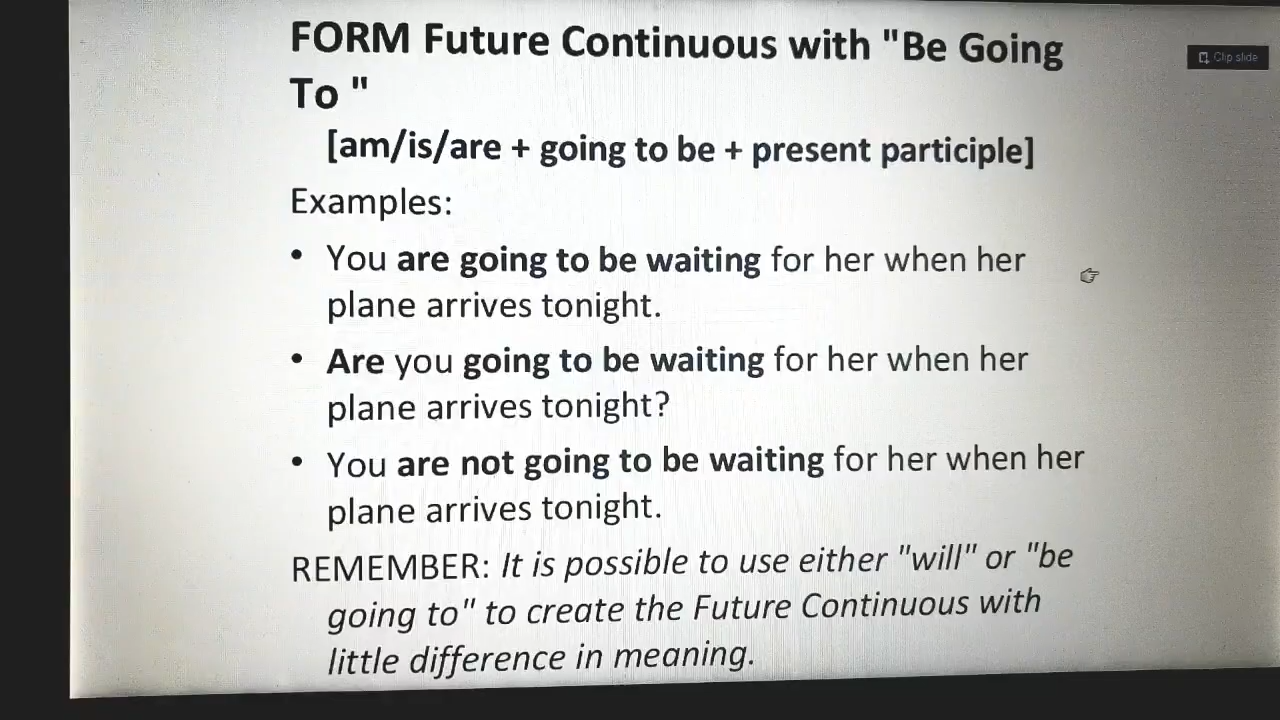 FORM Future Continuous with "Be Going
To "
[am/is/are + going to be + present participle]
Clip slide
Examples:
• You are going to be waiting for her when her
plane arrives tonight.
• Are you going to be waiting for her when her
plane arrives tonight?
• You are not going to be waiting for her when her
plane arrives tonight.
REMEMBER: It is possible to use either "will" or "be
going to" to create the Future Continuous with
little difference in meaning.